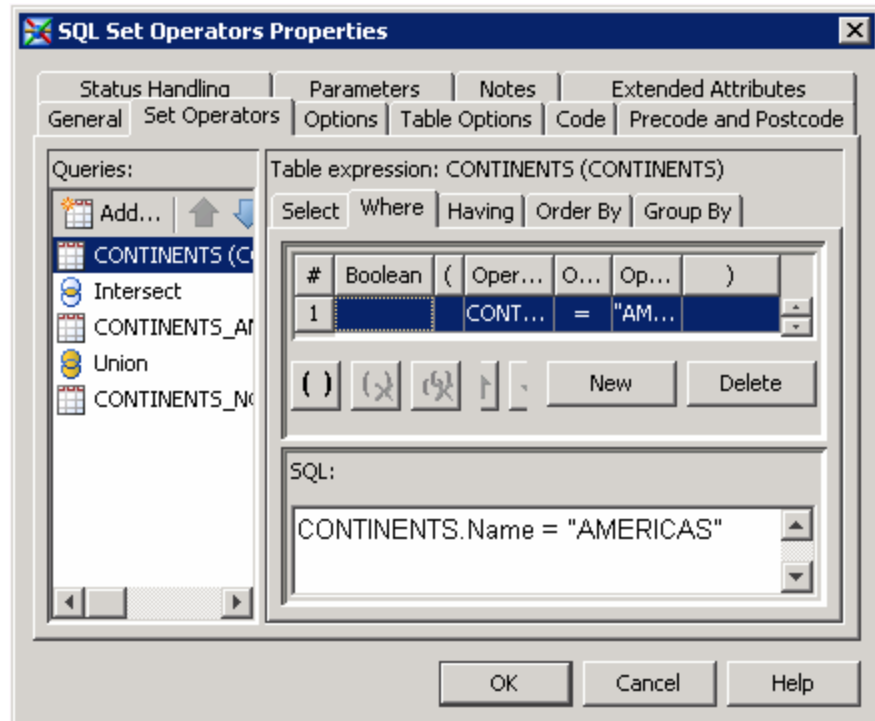 SQL Set Operators Properties
Status Handling Parameters Notes Extended Attributes
General Set Operators Options Table Options Code Precode and Postcode
Queries:
Add...
CONTINENTS (C
Intersect
CONTINENTS_A
Union
CONTINENTS_N
Table expression: CONTINENTS (CONTINENTS)
Select Where Having Order By Group By
# Boolean ( Oper... O... Op... )
1 CONT... = "AM...
( ) New Delete
SQL:
CONTINENTS.Name = "AMERICAS"
OK Cancel Help